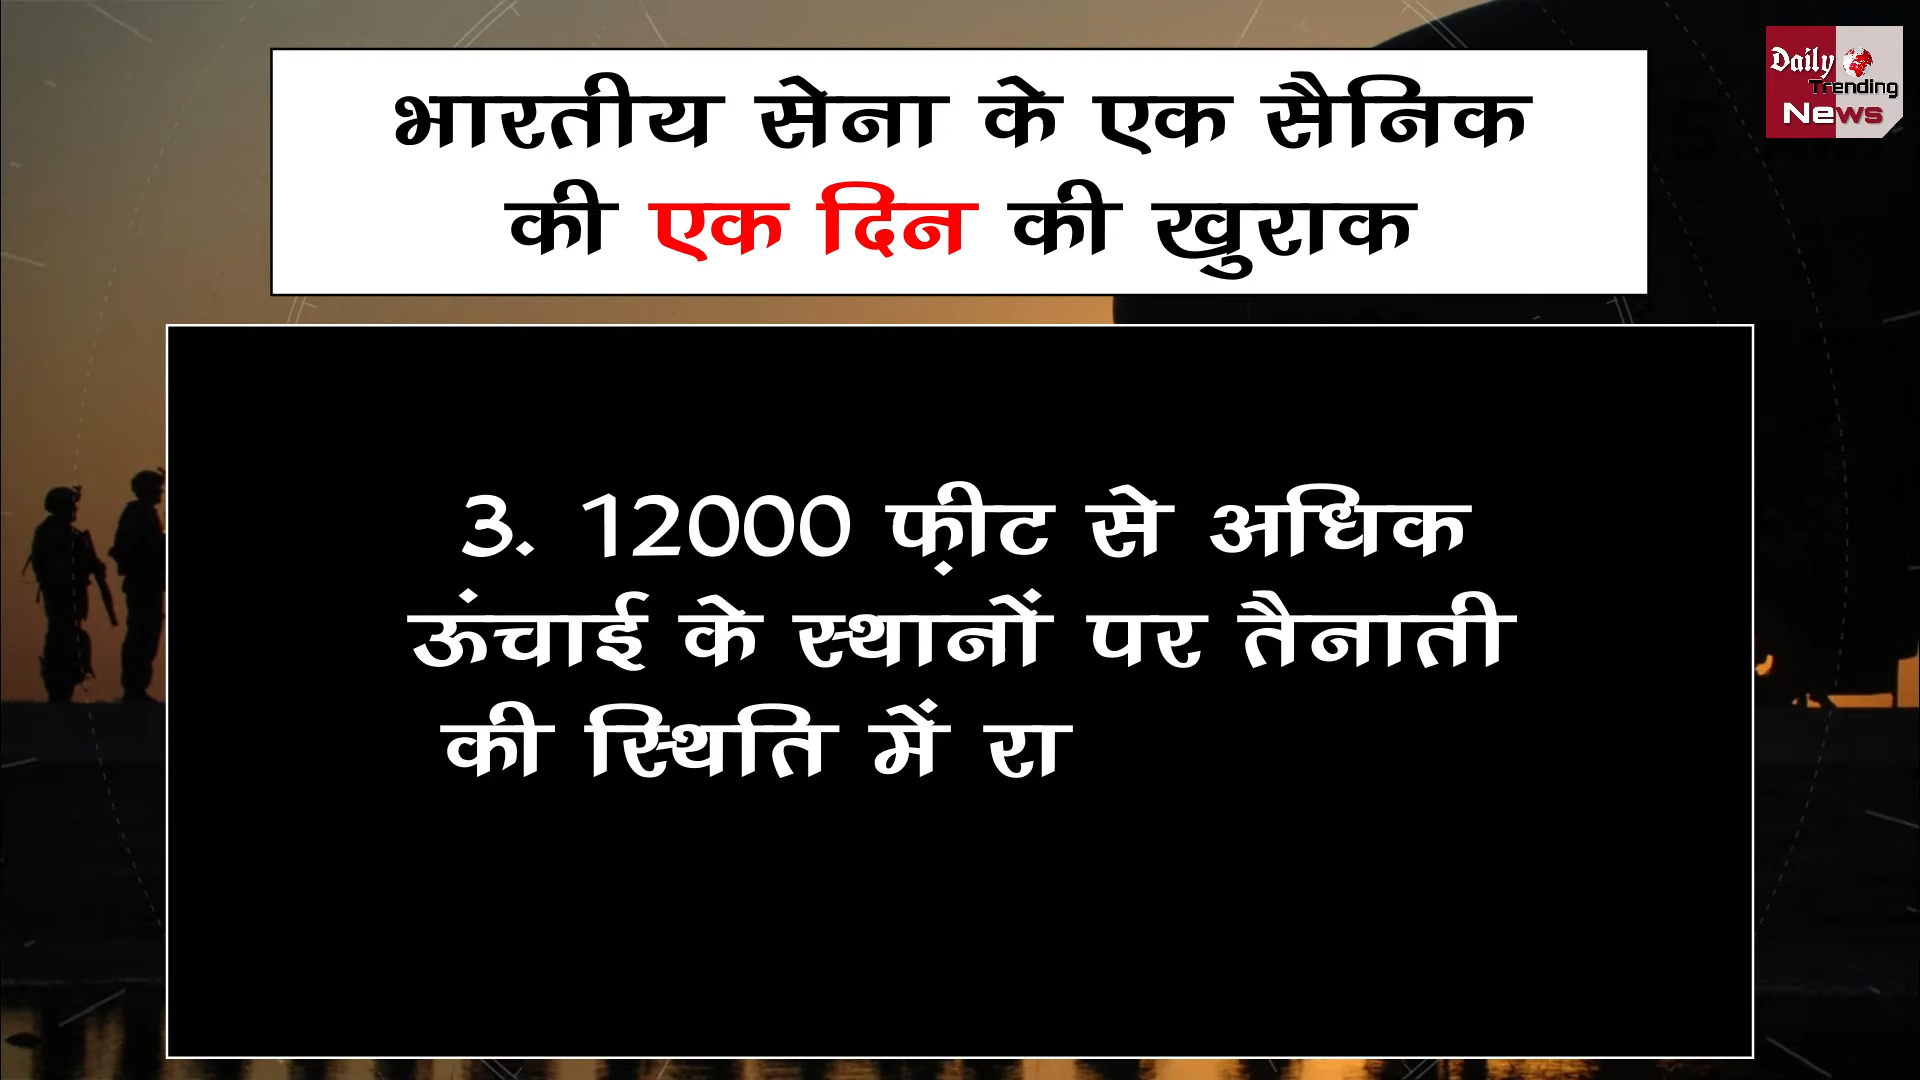 भारतीय सेना के एक सैनिक
की एक दिन की खुराक
Daily
Trending
News
3. 12000 फ़ीट से अधिक
ऊंचाई के स्थानों पर तैनाती
की स्थिति में रा